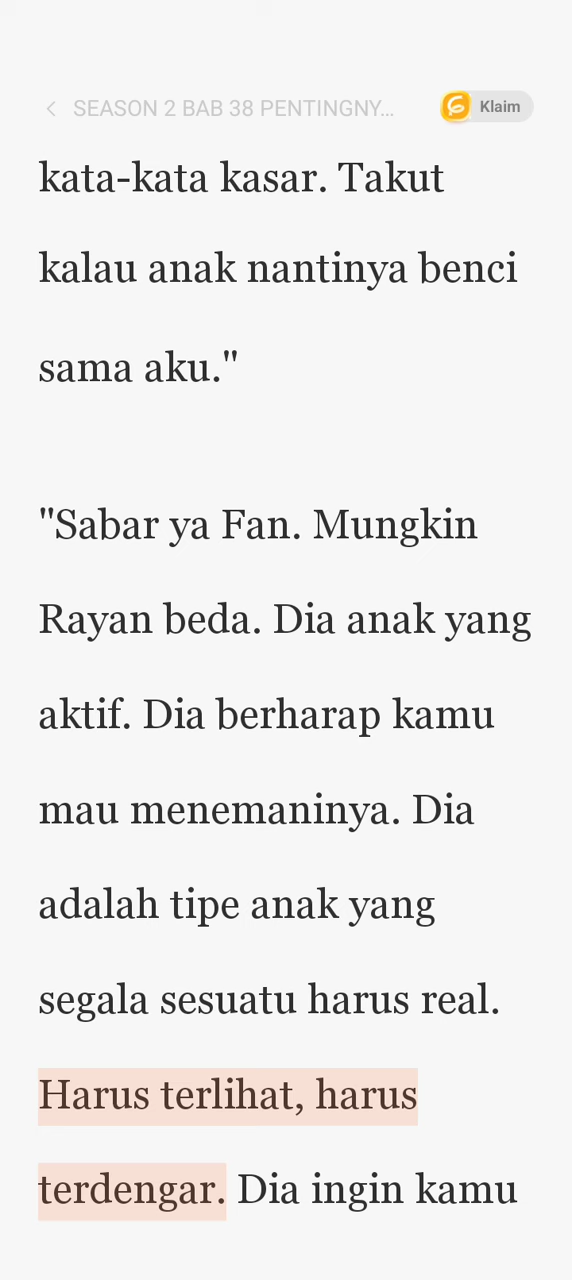 SEASON 2 BAB 38 PENTINGNY...
Klaim
kata-kata kasar. Takut
kalau anak nantinya benci
sama aku."
"Sabar ya Fan. Mungkin
Rayan beda. Dia anak yang
aktif. Dia berharap kamu
mau menemaninya. Dia
adalah tipe anak yang
segala sesuatu harus real.
Harus terlihat, harus
terdengar. Dia ingin kamu